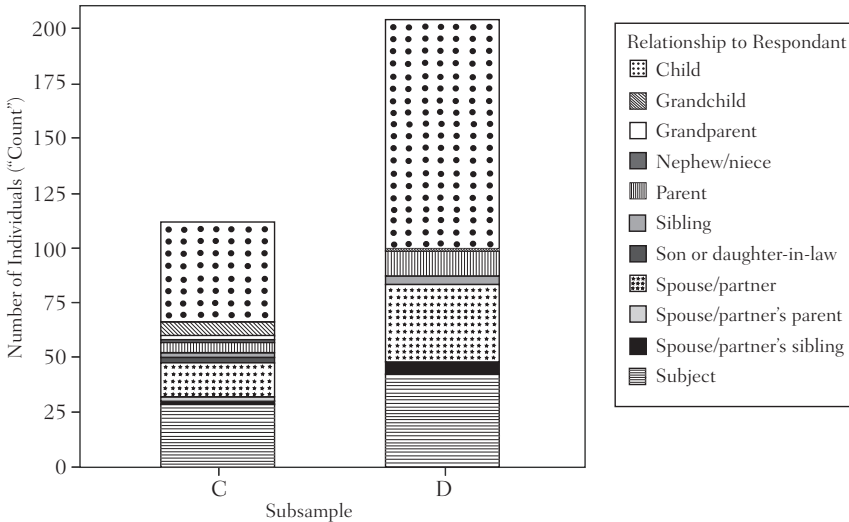 200
175
150
125
100
75
50
25
0
Number of Individuals ("Count")
C
D
Subsample
Relationship to Respondant
Child
Grandchild
Grandparent
Nephew/niece
Parent
Sibling
Son or daughter-in-law
Spouse/partner
Spouse/partner's parent
Spouse/partner's sibling
Subject